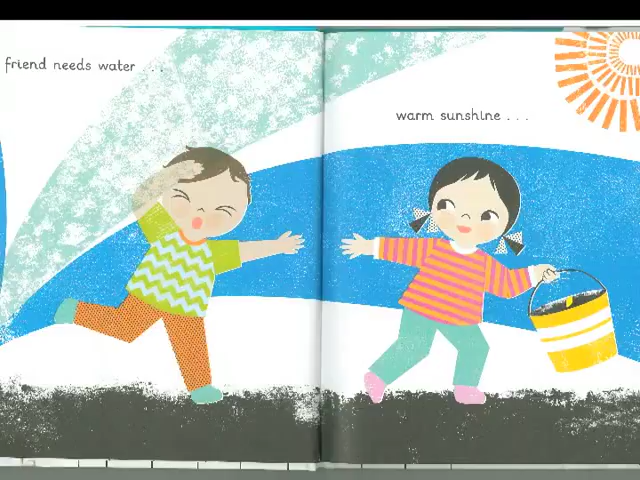 friend needs water . . .
warm sunshine . . .